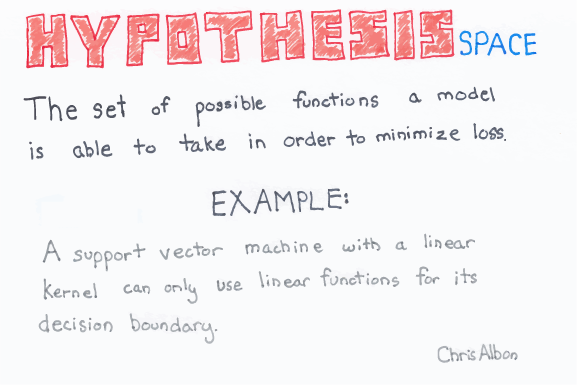 HYPOTHESIS SPACE
The set of possible functions a model
is able to take in order to minimize loss.
EXAMPLE:
A support vector machine with a linear
kernel can only use linear functions for its
decision boundary.
Chris Albon